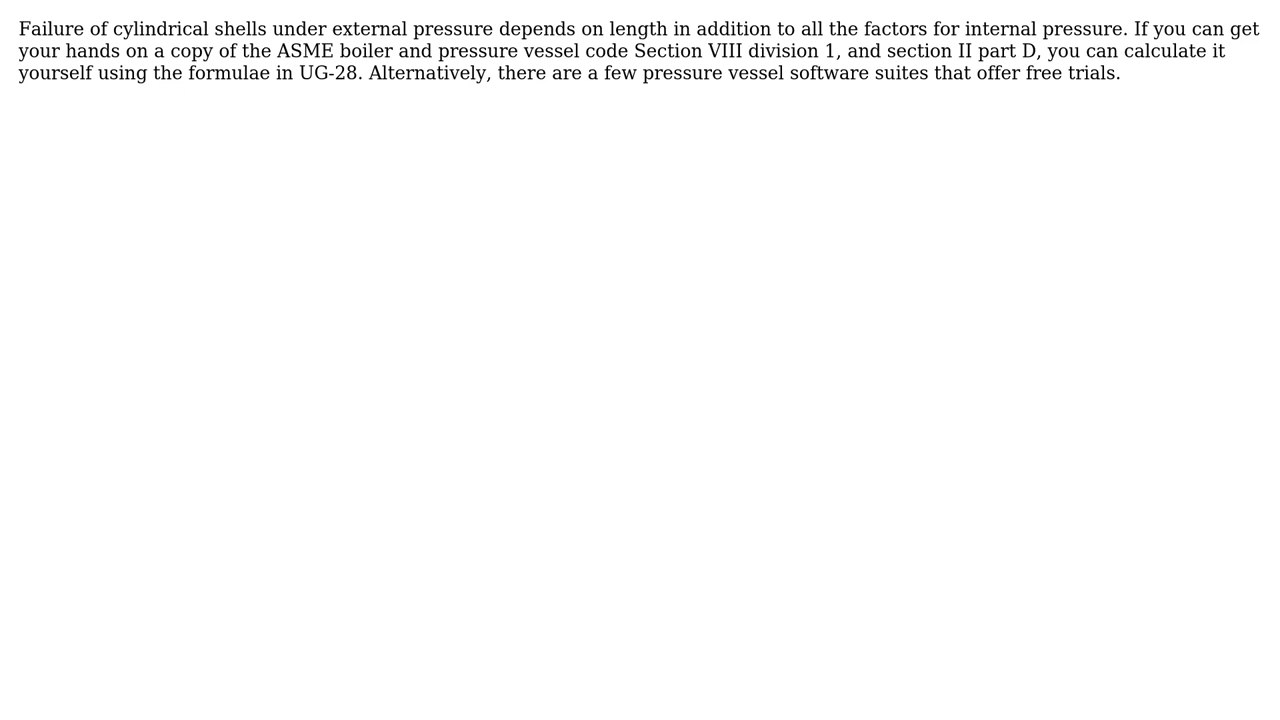 Failure of cylindrical shells under external pressure depends on length in addition to all the factors for internal pressure. If you can get
your hands on a copy of the ASME boiler and pressure vessel code Section VIII division 1, and section II part D, you can calculate it
yourself using the formulae in UG-28. Alternatively, there are a few pressure vessel software suites that offer free trials.